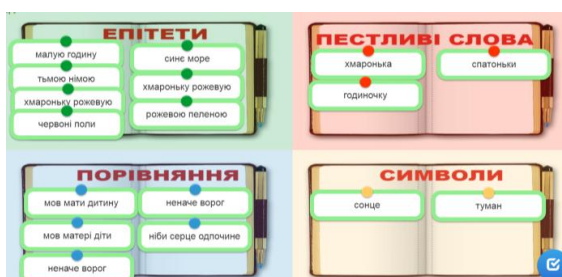 ЕПІТЕТИ
малую годину
синє море
тьмою німою
хмароньку рожевую
хмароньку рожевую
рожевою пеленою
червоні поли
ПЕСТЛИВІ СЛОВА
хмаронька
спатоньки
годиночку
ПОРІВНЯННЯ
мов мати дитину
неначе ворог
мов матері діти
ніби серце одпочине
неначе ворог
СИМВОЛИ
сонце
туман